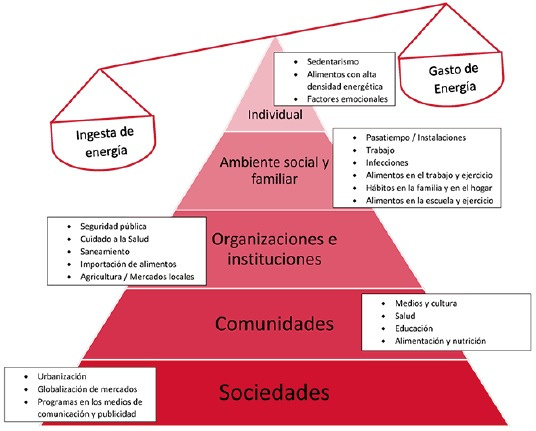 Gasto de
Energía
Ingesta de
energía
• Sedentarismo
• Alimentos con alta
densidad energética
• Factores emocionales
Individual
• Pasatiempo / Instalaciones
• Trabajo
• Infecciones
• Alimentos en el trabajo y ejercicio
• Hábitos en la familia y en el hogar
• Alimentos en la escuela y ejercicio
Ambiente social y
familiar
• Seguridad pública
• Cuidado a la Salud
• Saneamiento
• Importación de alimentos
• Agricultura / Mercados locales
Organizaciones e
instituciones
• Medios y cultura
• Salud
• Educación
• Alimentación y nutrición
Comunidades
• Urbanización
• Globalización de mercados
• Programas en los medios de
comunicación y publicidad
Sociedades